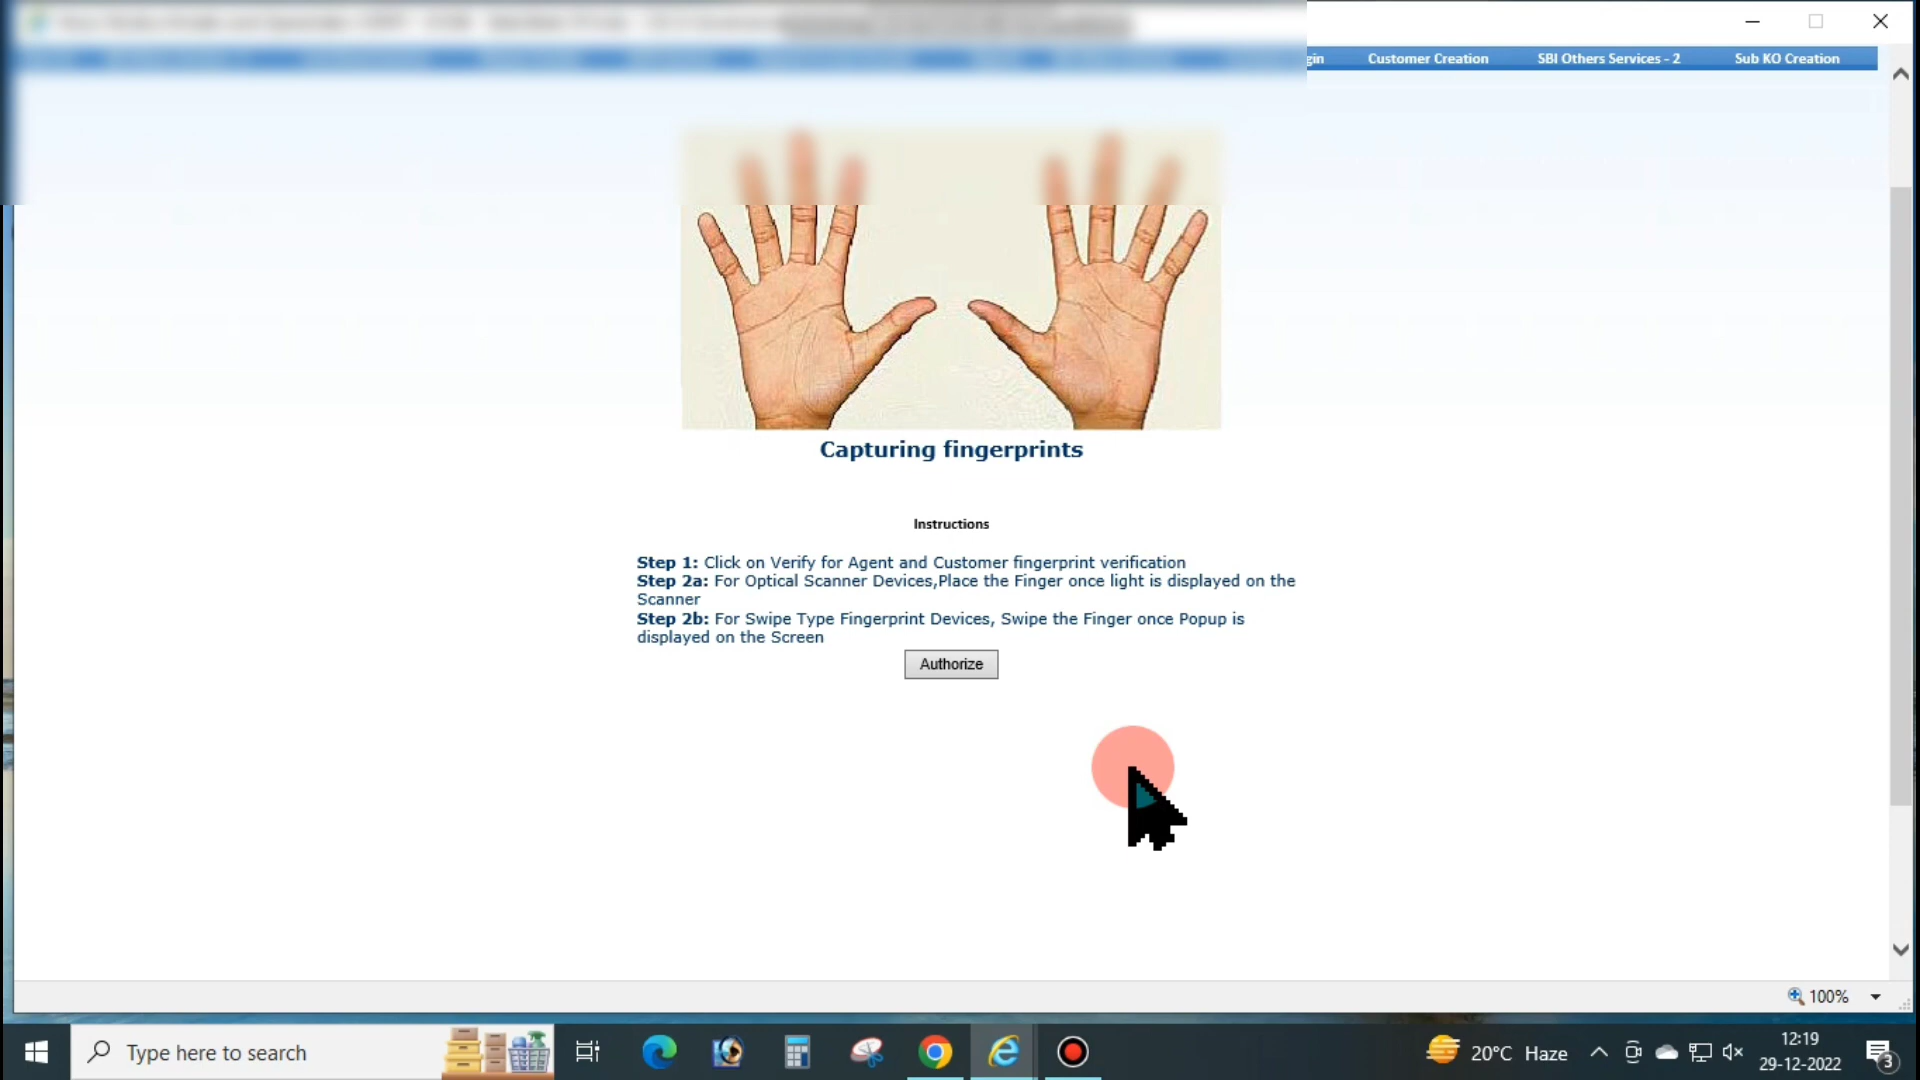 Customer Creation SBI Others Services - 2 Sub KO Creation
Capturing fingerprints
Instructions
Step 1: Click on Verify for Agent and Customer fingerprint verification
Step 2a: For Optical Scanner Devices,Place the Finger once light is displayed on the
Scanner
Step 2b: For Swipe Type Fingerprint Devices, Swipe the Finger once Popup is
displayed on the Screen
Authorize
100%
Type here to search
20°C Haze
12:19
29-12-2022
3